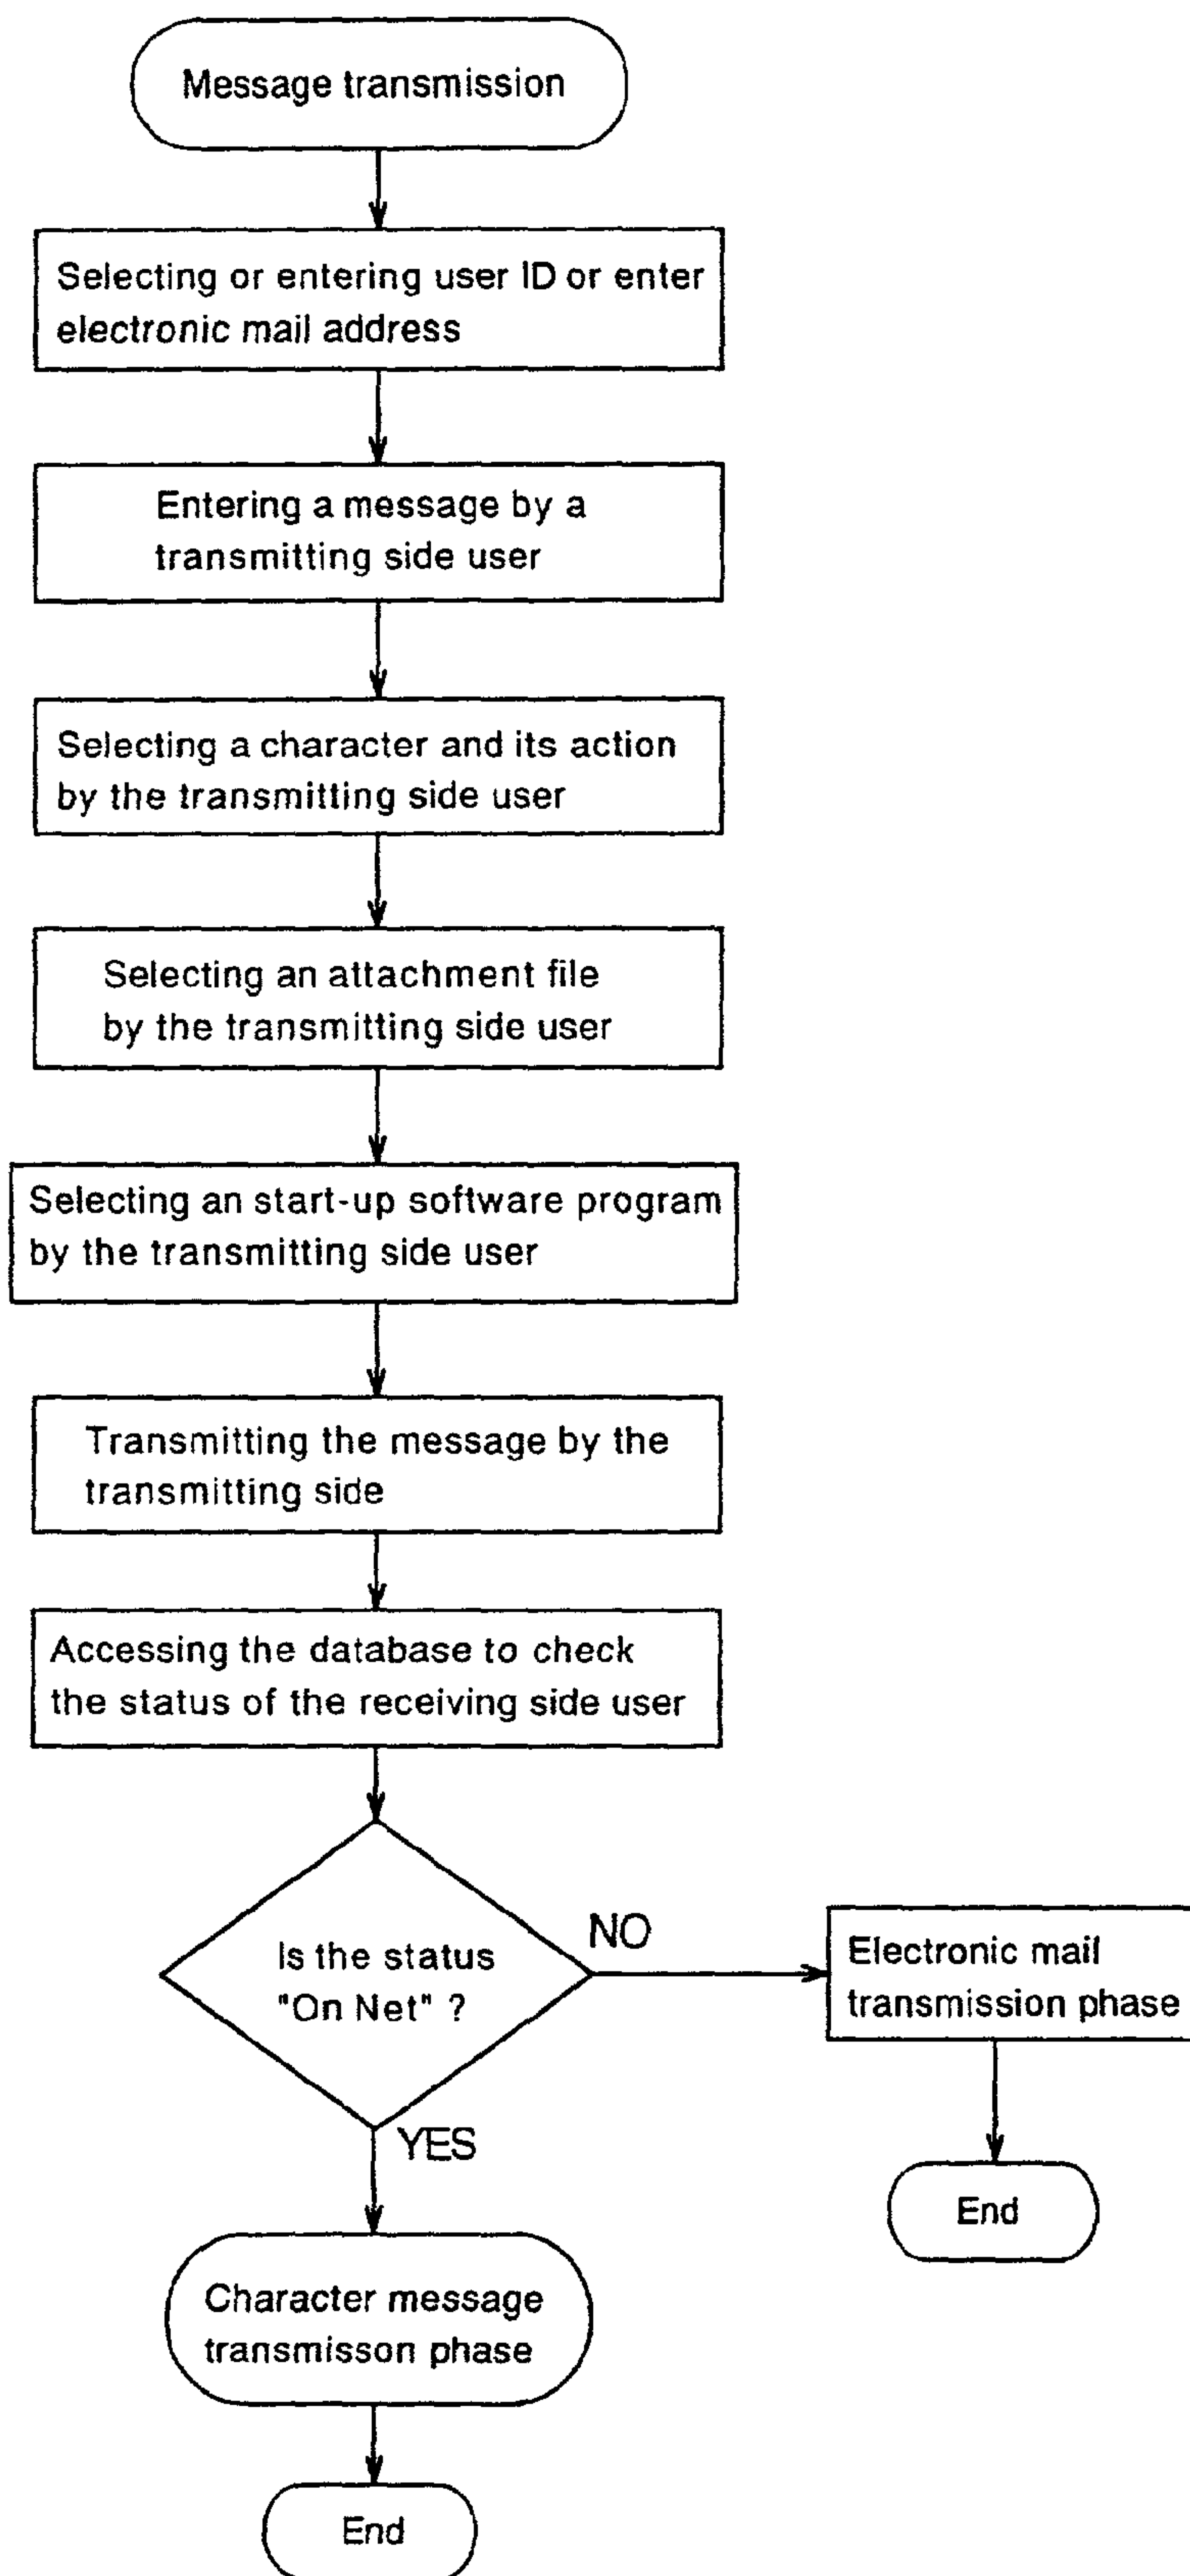 Message transmission
Selecting or entering user ID or enter
electronic mail address
Entering a message by a
transmitting side user
Selecting a character and its action
by the transmitting side user
Selecting an attachment file
by the transmitting side user
Selecting an start-up software program
by the transmitting side user
Transmitting the message by the
transmitting side
Accessing the database to check
the status of the receiving side user
Is the status
"On Net" ?
NO
Electronic mail
transmission phase
End
YES
Character message
transmisson phase
End